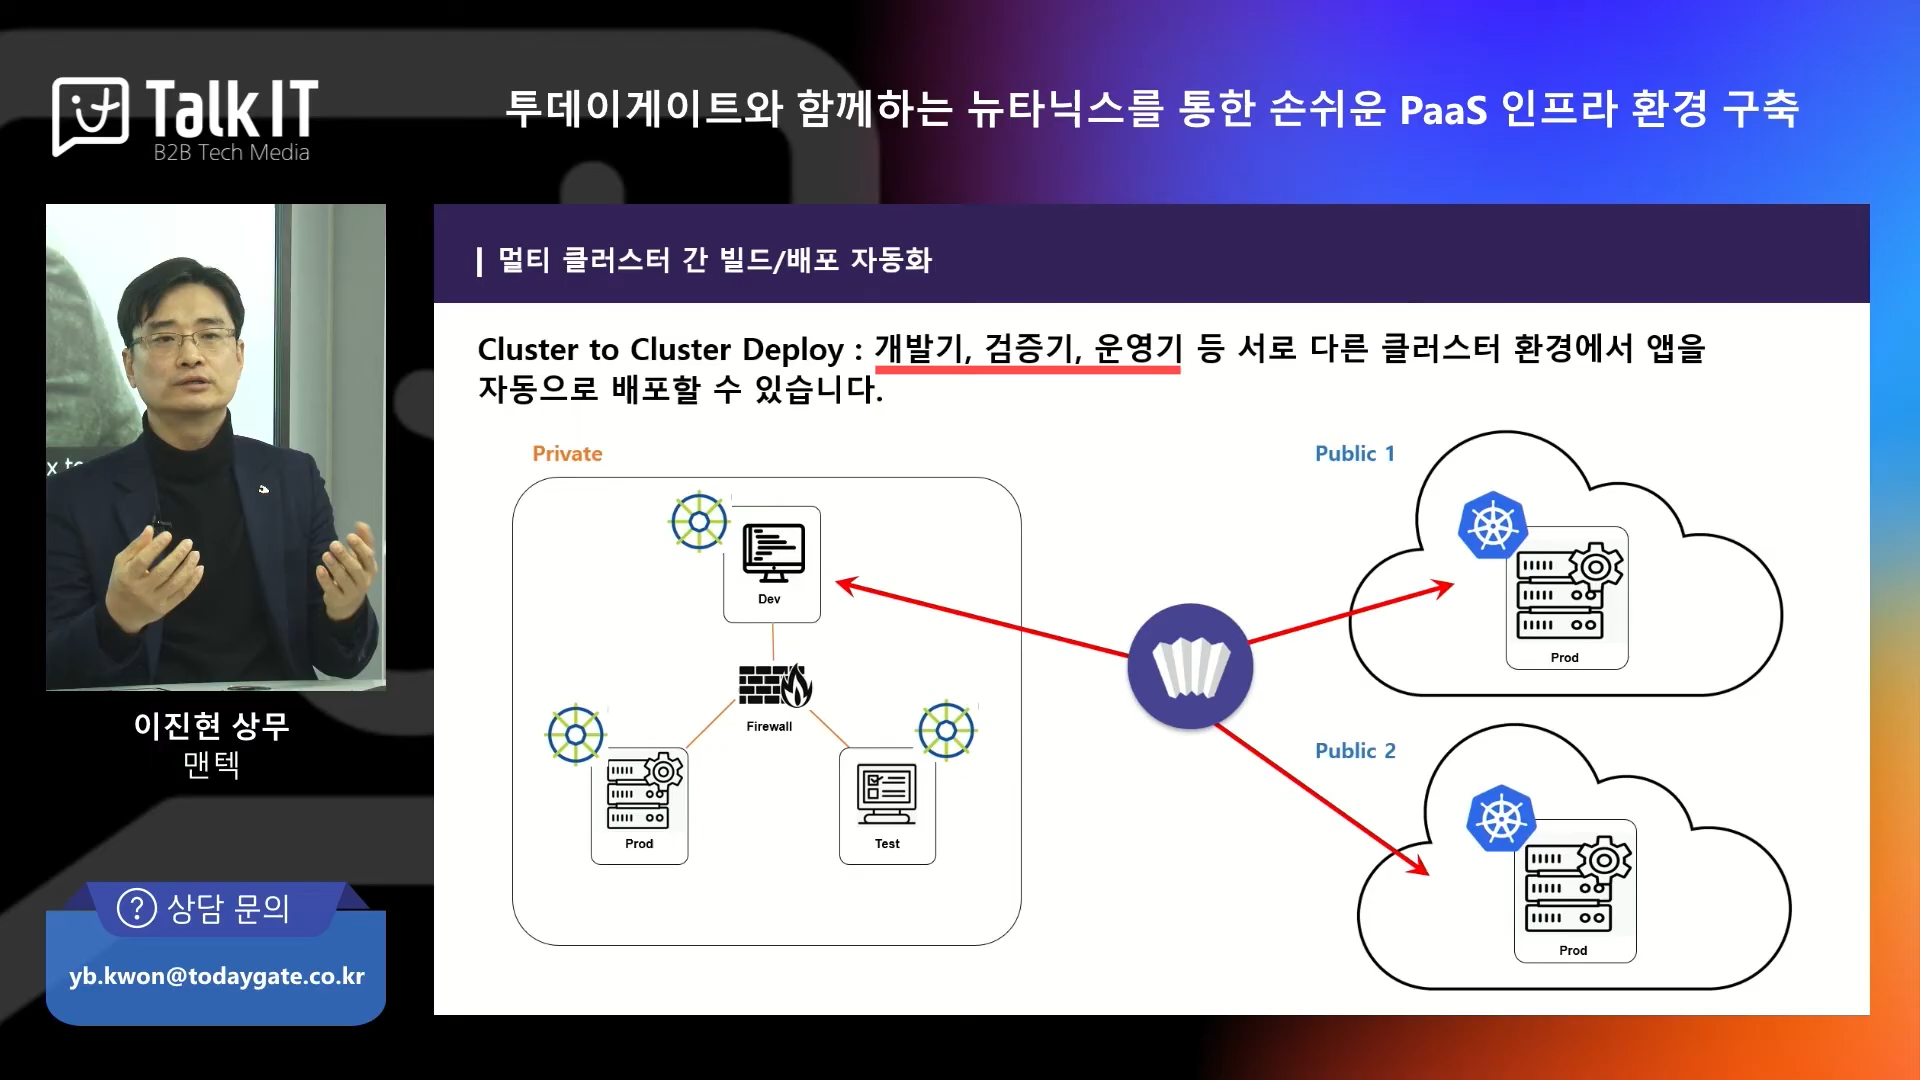 Talk IT
B2B Tech Media
투데이게이트와 함께하는 뉴타닉스를 통한 손쉬운 PaaS 인프라 환경 구축
| 멀티 클러스터 간 빌드/배포 자동화
Cluster to Cluster Deploy : 개발기, 검증기, 운영기 등 서로 다른 클러스터 환경에서 앱을
자동으로 배포할 수 있습니다.
Private
Dev
Firewall
Prod
Test
Public 1
Prod
Public 2
Prod
이진현 상무
맨텍
? 상담 문의
yb.kwon@todaygate.co.kr